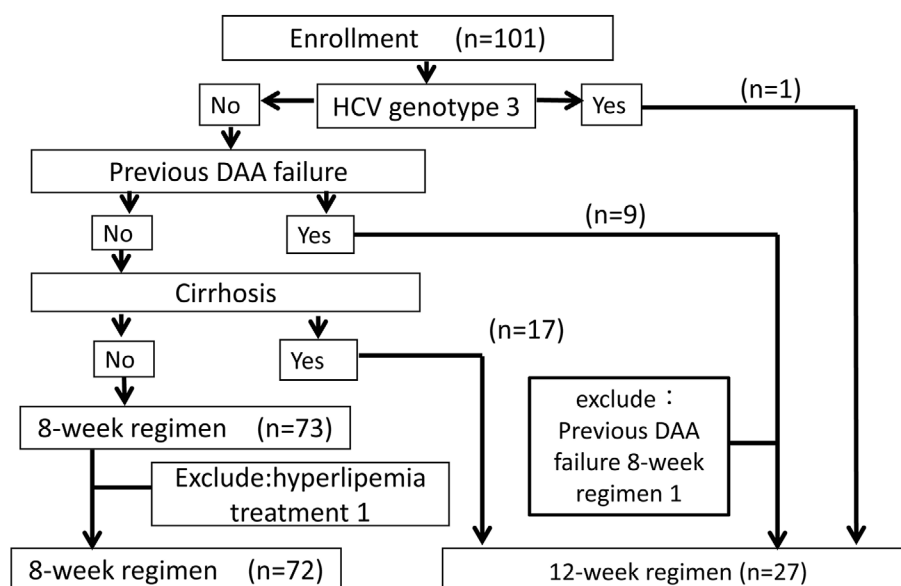 Enrollment (n=101)
No
HCV genotype 3
Yes
(n=1)
Previous DAA failure
No
Yes
(n=9)
Cirrhosis
No
Yes
(n=17)
8-week regimen (n=73)
exclude：
Previous DAA
failure 8-week
regimen 1
Exclude:hyperlipemia
treatment 1
8-week regimen (n=72)
12-week regimen (n=27)